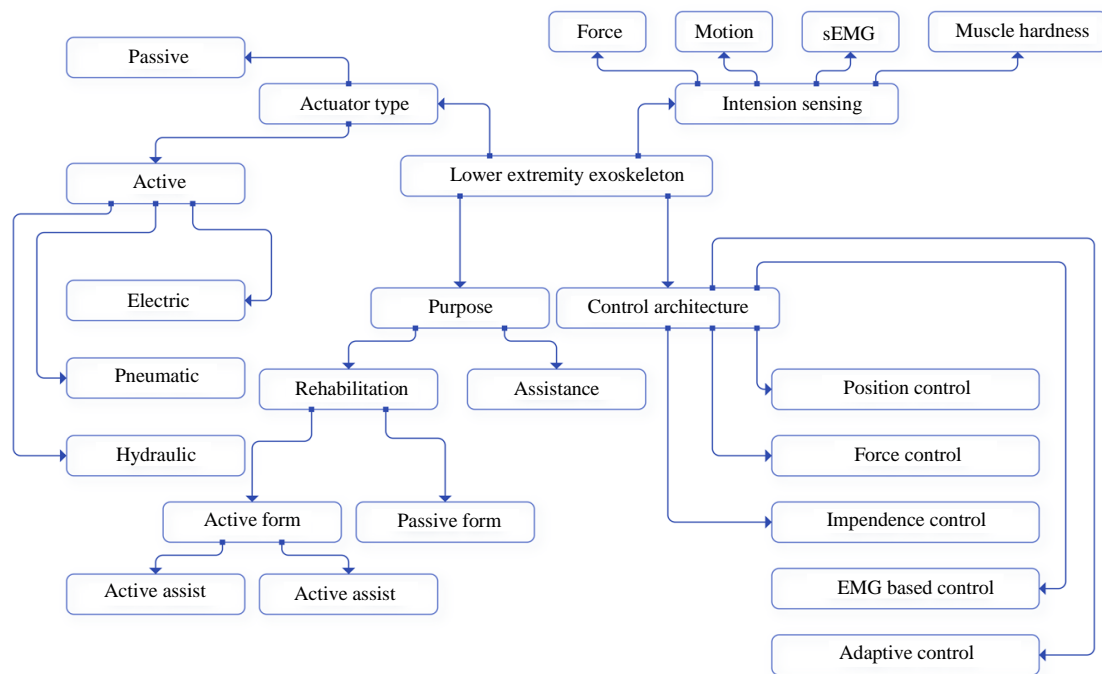 Force
Motion
sEMG
Muscle hardness
Passive
Actuator type
Intension sensing
Active
Lower extremity exoskeleton
Electric
Purpose
Control architecture
Pneumatic
Rehabilitation
Assistance
Position control
Hydraulic
Force control
Active form
Passive form
Impendence control
Active assist
Active assist
EMG based control
Adaptive control